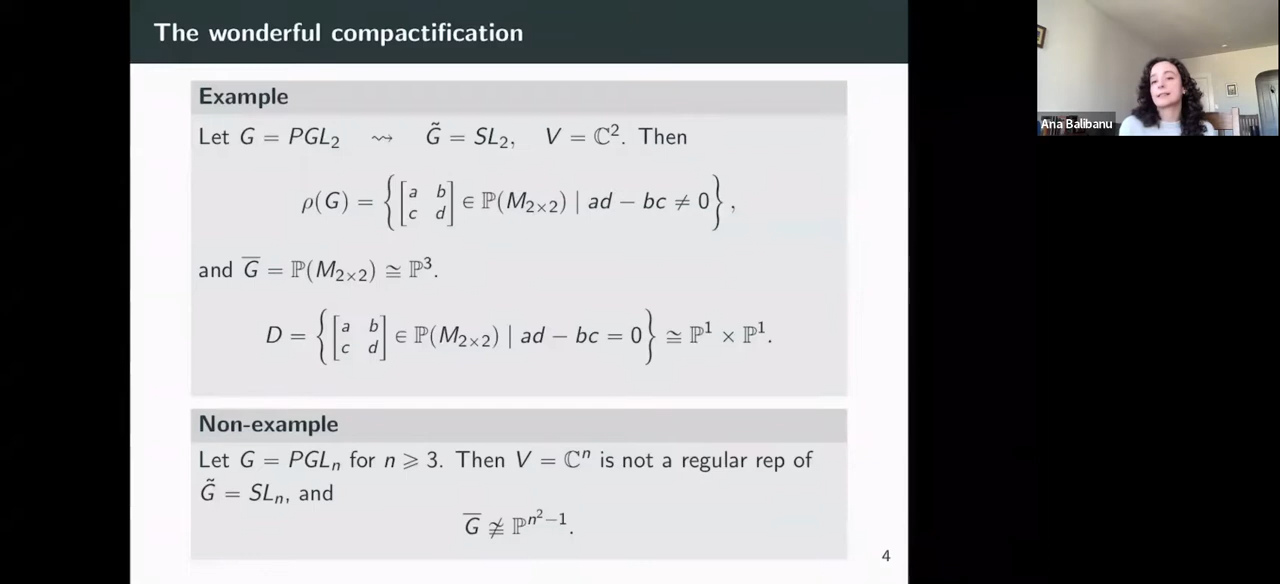 The wonderful compactification
Example
Let G = PGL₂ ⇝ G̃ = SL₂, V = ℂ². Then
ρ(G) = {[a b c d] ∈ ℙ(M₂ₓ₂) | ad − bc ≠ 0},
and G̅ = ℙ(M₂ₓ₂) ≅ ℙ³.
D = {[a b c d] ∈ ℙ(M₂ₓ₂) | ad − bc = 0} ≅ ℙ¹ × ℙ¹.
Non-example
Let G = PGLₙ for n ⩾ 3. Then V = ℂⁿ is not a regular rep of
G̃ = SLₙ, and
G̅ ≇ ℙⁿ²⁻¹.
4
Ana Balibanu